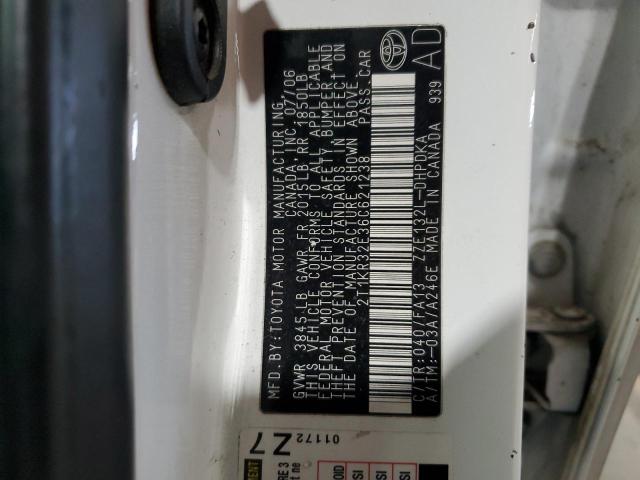 MFD.BY:TOYOTA MOTOR MANUFACTURING,
CANADA,INC. 07/06
GVWR 3845 LB GAWR FR 2015LB RR 1850LB
THIS VEHICLE CONFORMS TO ALL APPLICABLE
FEDERAL MOTOR VEHICLE SAFETY, BUMPER AND
THEFT PREVENTION STANDARDS IN EFFECT ON
THE DATE OF MANUFACTURE SHOWN ABOVE.
2T1KR32E36C621238 PASS.CAR
C/TR:040/FA13 ZZE132L-DHPDKA
A/TM:-03A/A246E MADE IN CANADA 939
AD
Z7
01172